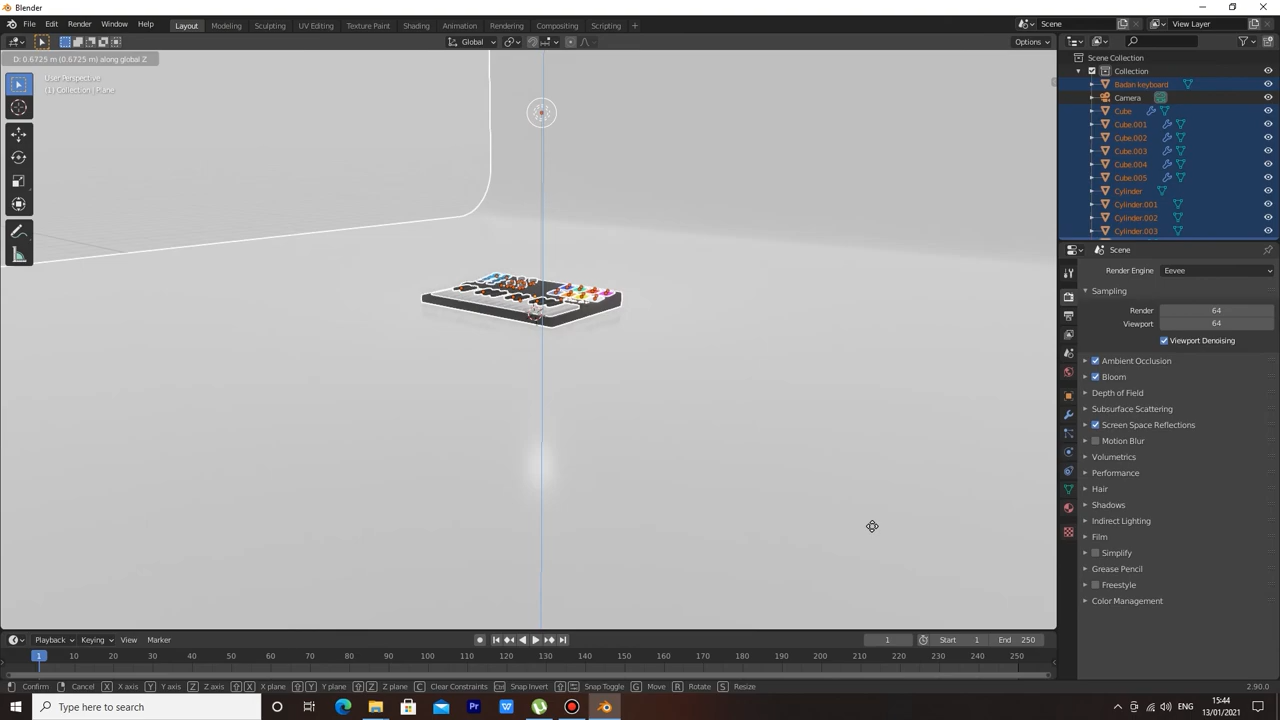 Blender
File Edit Render Window Help Layout Modeling Sculpting UV Editing Texture Paint Shading Animation Rendering Compositing Scripting + Scene View Layer
Global Options
D: 0.6725 m (0.6725 m) along global Z
User Perspective
(1) Collection | Plane
Scene Collection
Collection
Badan keyboard
Camera
Cube
Cube.001
Cube.002
Cube.003
Cube.004
Cube.005
Cylinder
Cylinder.001
Cylinder.002
Cylinder.003
Scene
Render Engine Eevee
Sampling
Render 64
Viewport 64
Viewport Denoising
Ambient Occlusion
Bloom
Depth of Field
Subsurface Scattering
Screen Space Reflections
Motion Blur
Volumetrics
Performance
Hair
Shadows
Indirect Lighting
Film
Simplify
Grease Pencil
Freestyle
Color Management
Playback Keying View Marker 1 Start 1 End 250
1 10 20 30 40 50 60 70 80 90 100 110 120 130 140 150 160 170 180 190 200 210 220 230 240 250
Confirm Cancel X X axis Y Y axis Z Z axis X X plane Y Y plane Z Z plane C Clear Constraints Ctrl Snap Invert Snap Toggle G Move R Rotate S Resize 2.90.0
Type here to search Pr ENG 15:44
13/01/2021